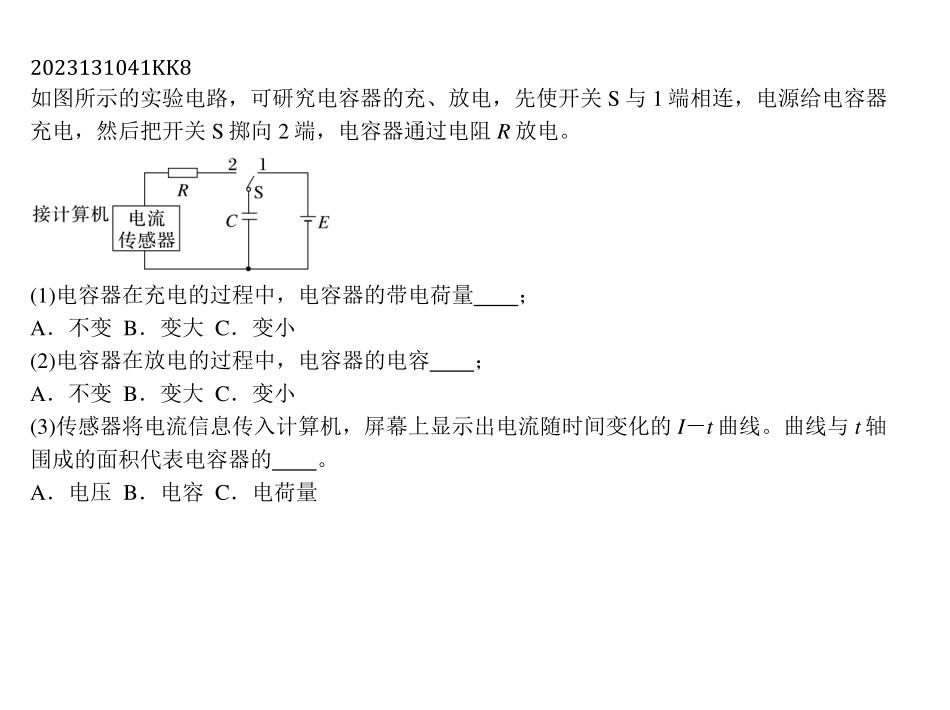 2023131041KK8
如图所示的实验电路，可研究电容器的充、放电，先使开关 S 与 1 端相连，电源给电容器
充电，然后把开关 S 掷向 2 端，电容器通过电阻 R 放电。
2 1
R
S
接计算机
电流
传感器
C
E
(1)电容器在充电的过程中，电容器的带电荷量____；
A．不变 B．变大 C．变小
(2)电容器在放电的过程中，电容器的电容____；
A．不变 B．变大 C．变小
(3)传感器将电流信息传入计算机，屏幕上显示出电流随时间变化的 I－t 曲线。曲线与 t 轴
围成的面积代表电容器的____。
A．电压 B．电容 C．电荷量